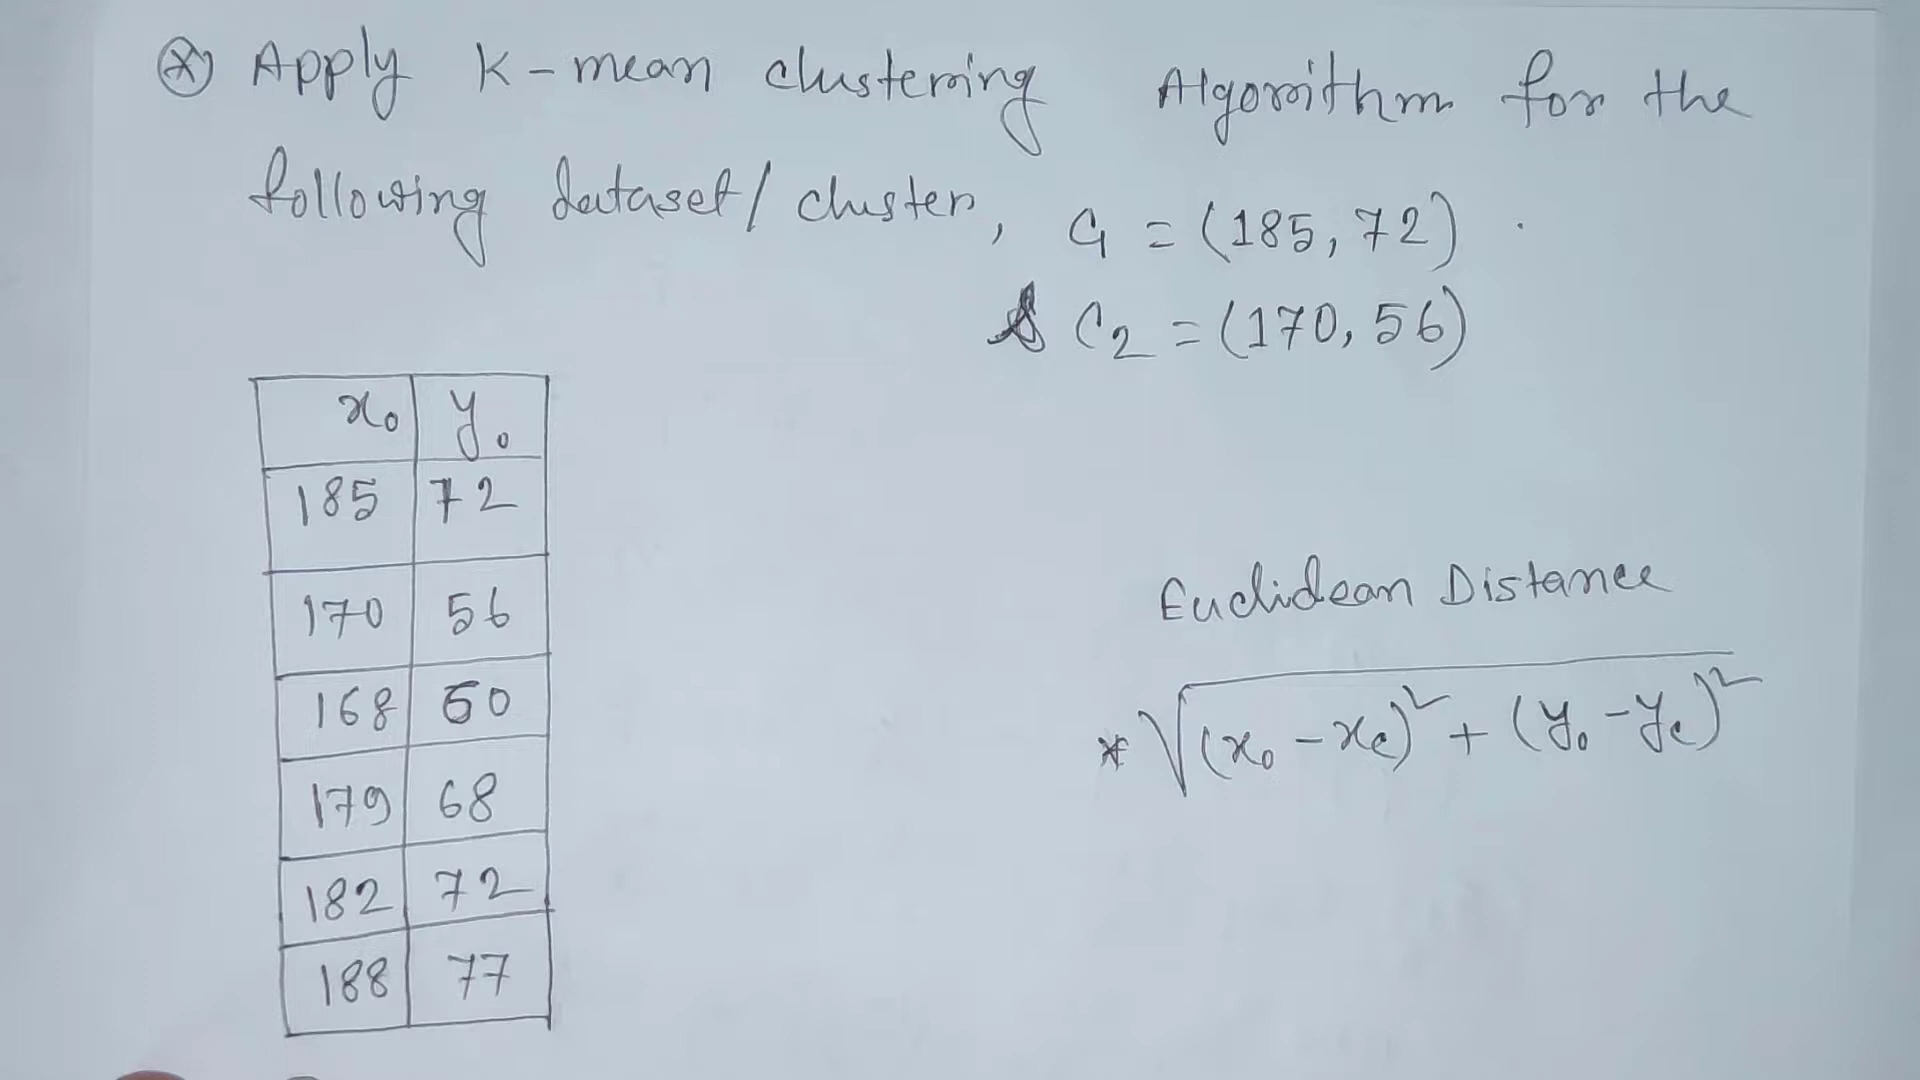 ⊗ Apply K-mean clustering Algorithm for the
following dataset/cluster, C1 = (185, 72).
& C2 = (170, 56)
x₀ y₀
185 72
170 56
168 60
179 68
182 72
188 77
Euclidean Distance
* √(x₀ - xc)² + (y₀ - yc)²